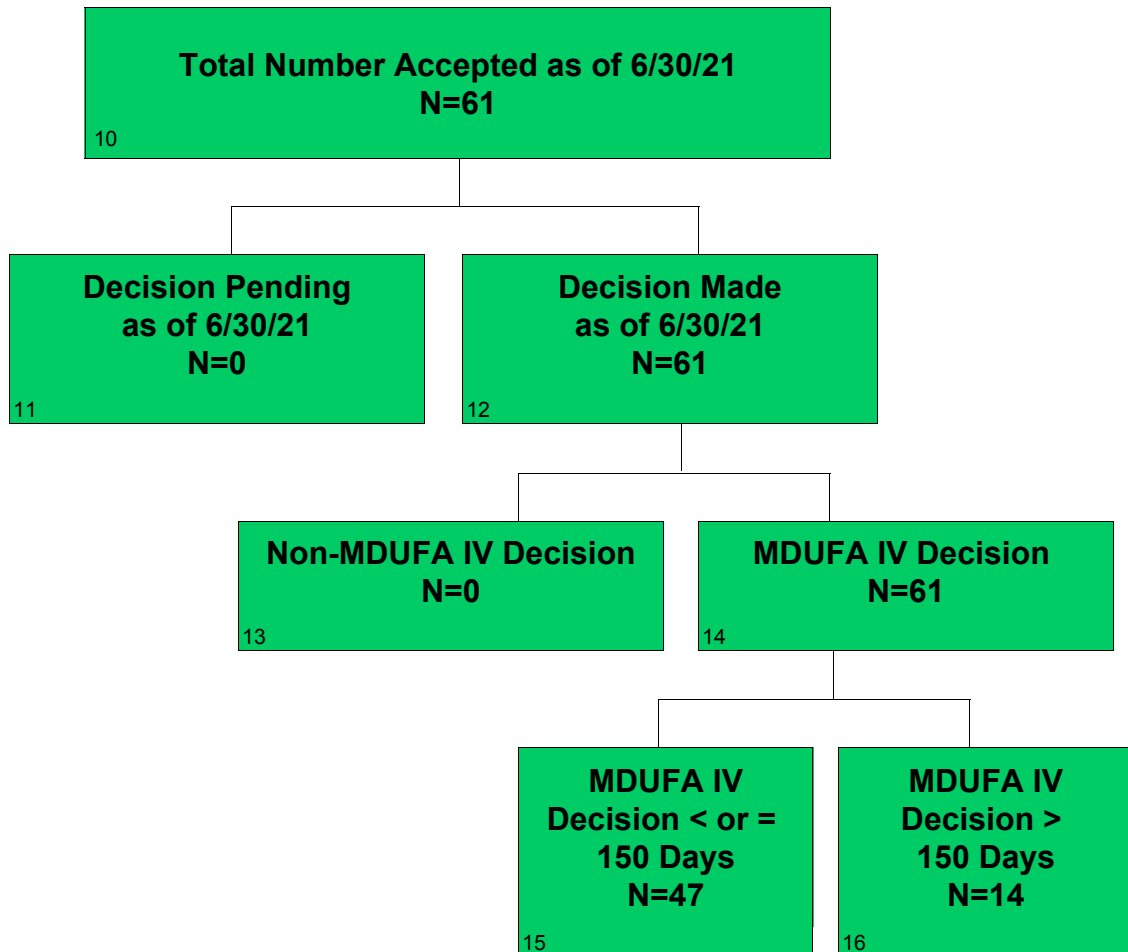 Total Number Accepted as of 6/30/21
N=61
10
Decision Pending
as of 6/30/21
N=0
11
Decision Made
as of 6/30/21
N=61
12
Non-MDUFA IV Decision
N=0
13
MDUFA IV Decision
N=61
14
MDUFA IV
Decision < or =
150 Days
N=47
15
MDUFA IV
Decision >
150 Days
N=14
16